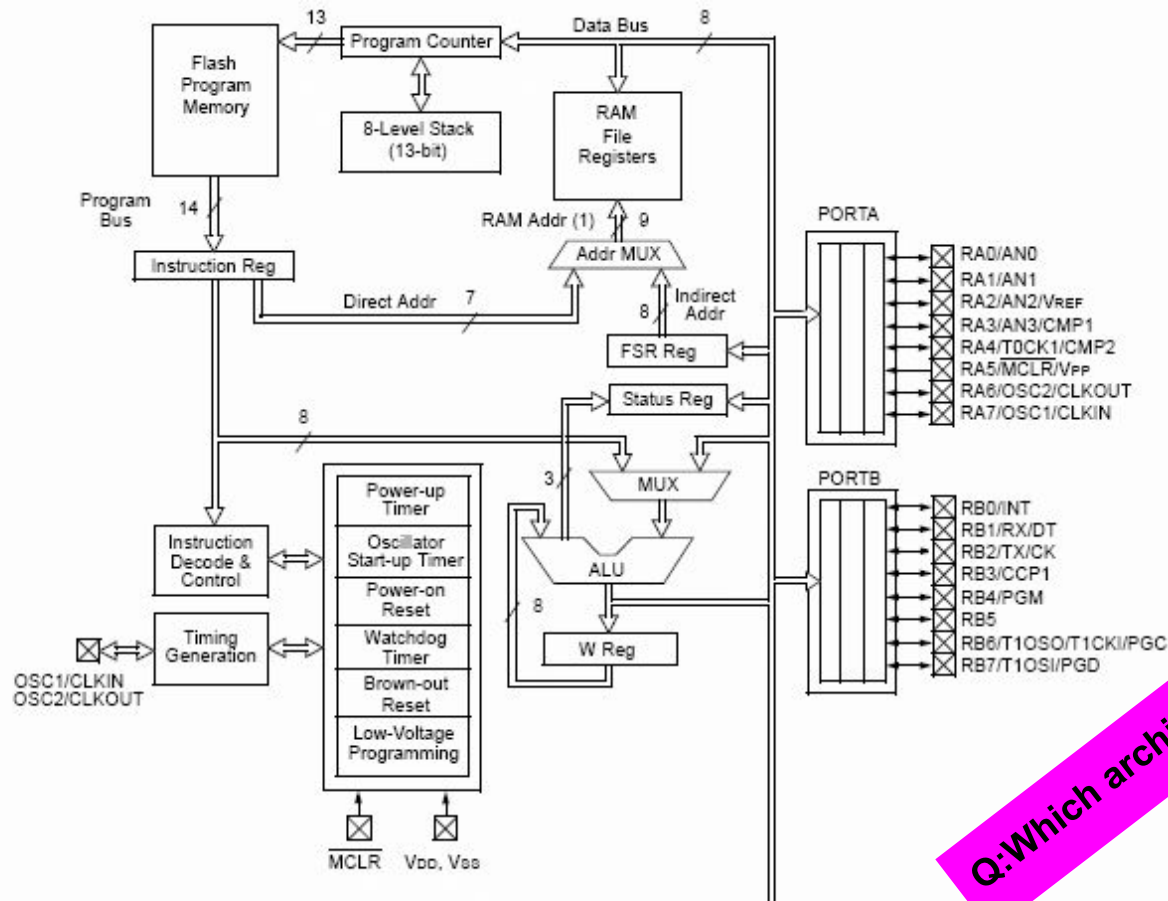 13
Program Counter
Data Bus
8
Flash
Program
Memory
8-Level Stack
(13-bit)
RAM
File
Registers
Program
Bus
14
RAM Addr (1)
9
Addr MUX
Instruction Reg
Direct Addr
7
8
Indirect
Addr
FSR Reg
Status Reg
8
3
MUX
ALU
8
W Reg
Instruction
Decode &
Control
Timing
Generation
OSC1/CLKIN
OSC2/CLKOUT
Power-up
Timer
Oscillator
Start-up Timer
Power-on
Reset
Watchdog
Timer
Brown-out
Reset
Low-Voltage
Programming
MCLR
VDD, VSS
PORTA
RA0/AN0
RA1/AN1
RA2/AN2/VREF
RA3/AN3/CMP1
RA4/T0CK1/CMP2
RA5/MCLR/VPP
RA6/OSC2/CLKOUT
RA7/OSC1/CLKIN
PORTB
RB0/INT
RB1/RX/DT
RB2/TX/CK
RB3/CCP1
RB4/PGM
RB5
RB6/T1OSO/T1CKI/PGC
RB7/T1OSI/PGD
Q:Which